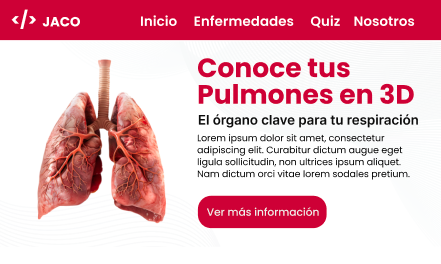 </> JACO Inicio Enfermedades Quiz Nosotros
Conoce tus
Pulmones en 3D
El órgano clave para tu respiración
Lorem ipsum dolor sit amet, consectetur
adipiscing elit. Curabitur dictum augue eget
ligula sollicitudin, non ultrices ipsum aliquet.
Nam dictum orci vitae lorem sodales pretium.
Ver más información